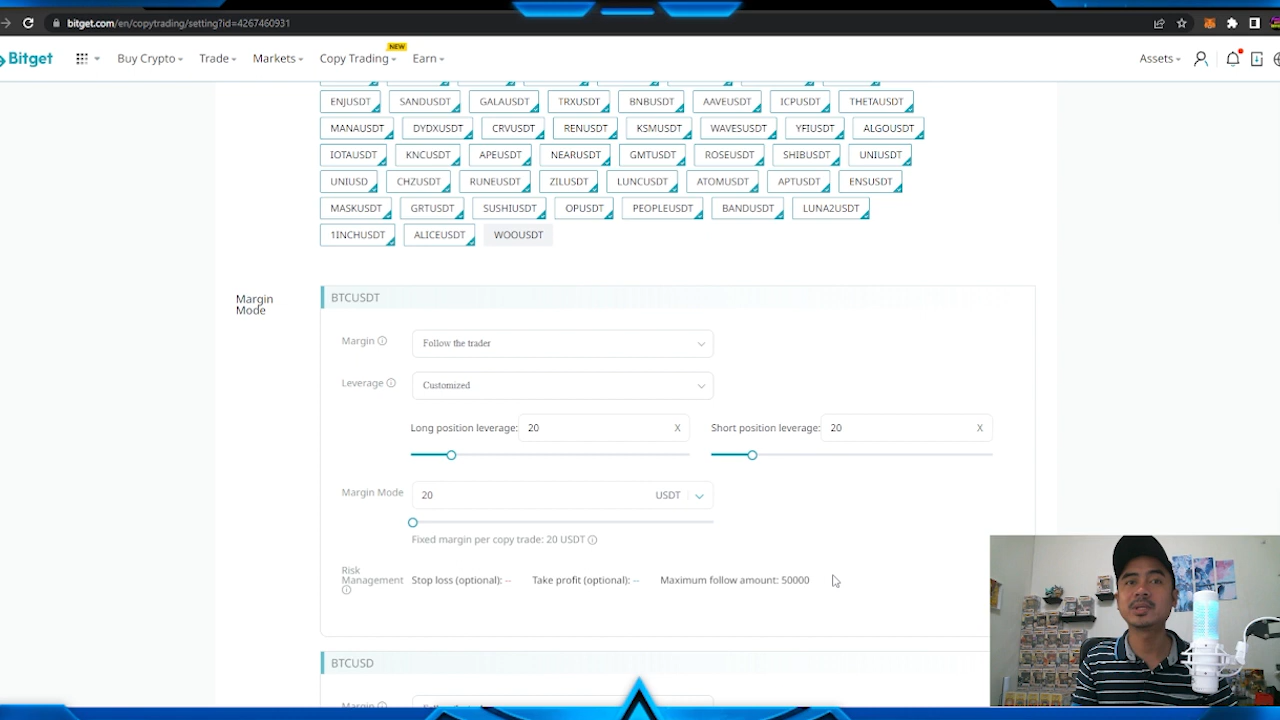 bitget.com/en/copytrading/setting?id=4267460931
Bitget
Buy Crypto
Trade
Markets
Copy Trading
NEW
Earn
Assets
ENJUSDT SANDUSDT GALAUSDT TRXUSDT BNBUSDT AAVEUSDT ICPUSDT THETAUSDT
MANAUSDT DYDXUSDT CRVUSDT RENUSDT KSMUSDT WAVESUSDT YFIUSDT ALGOUSDT
IOTAUSDT KNCUSDT APEUSDT NEARUSDT GMTUSDT ROSEUSDT SHIBUSDT UNIUSDT
UNIUSD CHZUSDT RUNEUSDT ZILUSDT LUNCUSDT ATOMUSDT APTUSDT ENSUSDT
MASKUSDT GRTUSDT SUSHIUSDT OPUSDT PEOPLEUSDT BANDUSDT LUNA2USDT
1INCHUSDT ALICEUSDT WOOUSDT
Margin
Mode
BTCUSDT
Margin Follow the trader
Leverage Customized
Long position leverage: 20 X Short position leverage: 20 X
Margin Mode 20 USDT
Fixed margin per copy trade: 20 USDT
Risk
Management
Stop loss (optional): -- Take profit (optional): -- Maximum follow amount: 50000
BTCUSD